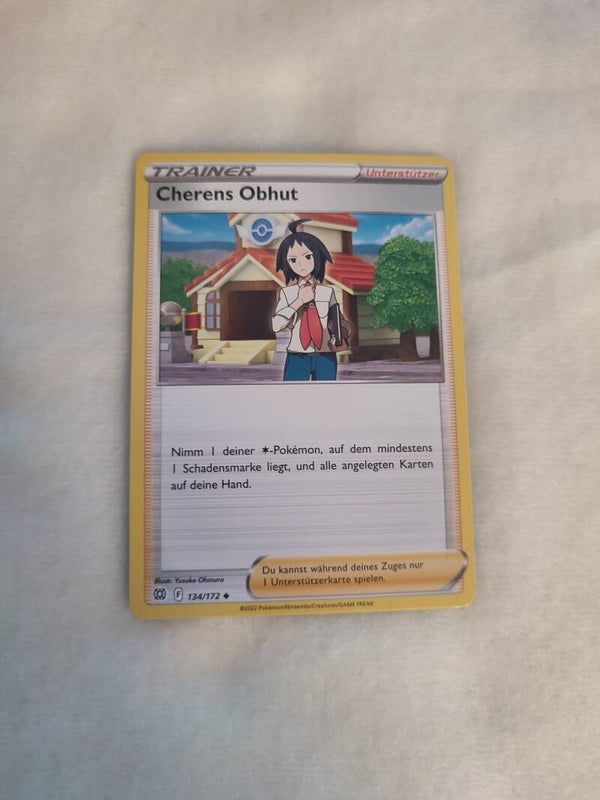 TRAINER
Unterstützer
Cherens Obhut
Nimm 1 deiner ✶-Pokémon, auf dem mindestens
1 Schadensmarke liegt, und alle angelegten Karten
auf deine Hand.
Illustr. Yusuke Ohmura
Du kannst während deines Zuges nur
1 Unterstützerkarte spielen.
F 134/172 ◆
©2022 Pokémon/Nintendo/Creatures/GAME FREAK